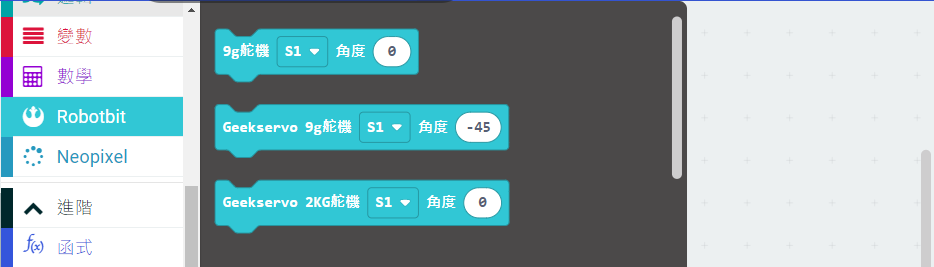 變數
數學
Robotbit
Neopixel
進階
f(x) 函式
9g舵機 S1 角度 0
Geekservo 9g舵機 S1 角度 -45
Geekservo 2KG舵機 S1 角度 0